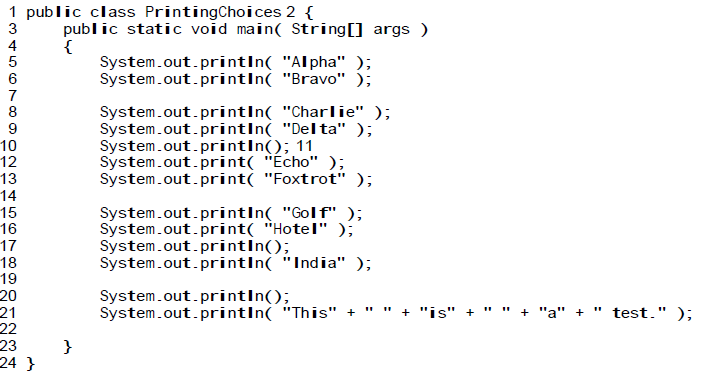 1 public class PrintingChoices 2 {
3 public static void main( String[] args )
4 {
5 System.out.println( "Alpha" );
6 System.out.println( "Bravo" );
7
8 System.out.println( "Charlie" );
9 System.out.println( "Delta" );
10 System.out.println(); 11
12 System.out.print( "Echo" );
13 System.out.print( "Foxtrot" );
14
15 System.out.println( "Golf" );
16 System.out.print( "Hotel" );
17 System.out.println();
18 System.out.println( "India" );
19
20 System.out.println();
21 System.out.println( "This" + " " + "is" + " " + "a" + " test." );
22
23 }
24 }